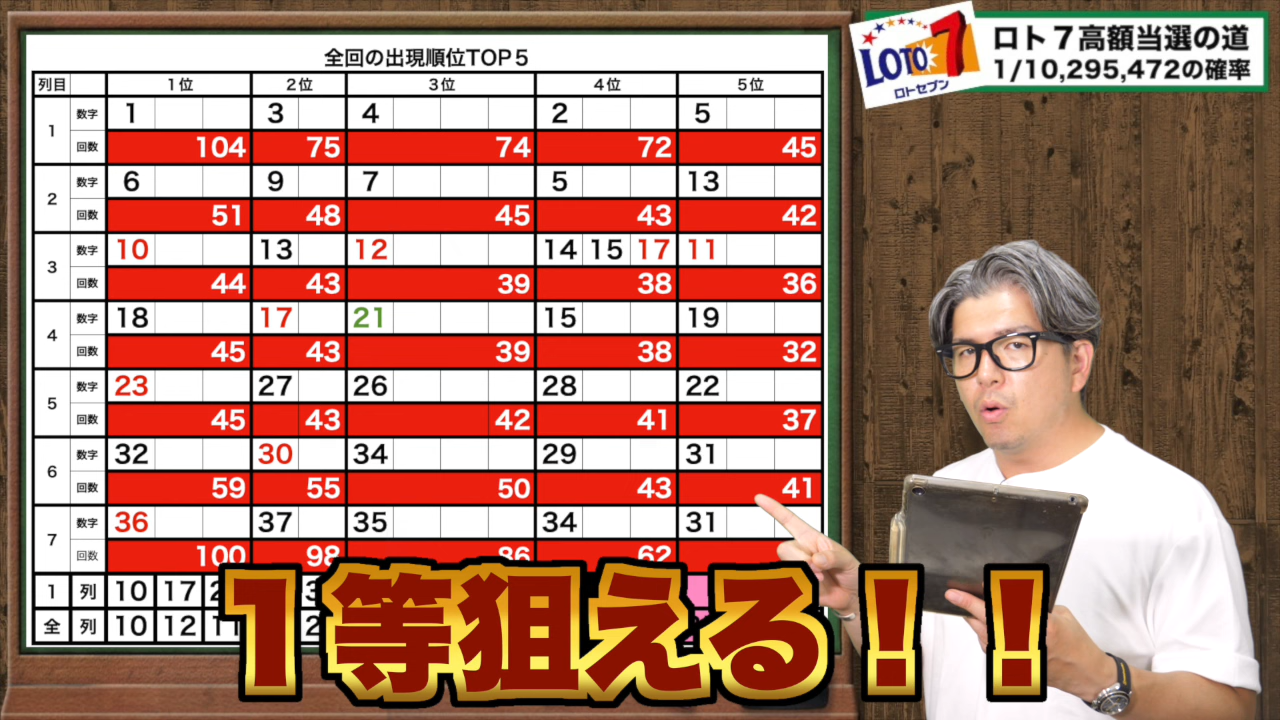 全回の出現順位TOP5
列目 1位 2位 3位 4位 5位
1 数字 1 3 4 2 5
回数 104 75 74 72 45
2 数字 6 9 7 5 13
回数 51 48 45 43 42
3 数字 10 13 12 14 15 17 11
回数 44 43 39 38 36
4 数字 18 17 21 15 19
回数 45 43 39 38 32
5 数字 23 27 26 28 22
回数 45 43 42 41 37
6 数字 32 30 34 29 31
回数 59 55 50 43 41
7 数字 36 37 35 34 31
回数 100 98 86 62
1 列 10 17
全 列 10 12 11
LOTO 7
ロトセブン
ロト7高額当選の道
1/10,295,472の確率
1等狙える!!